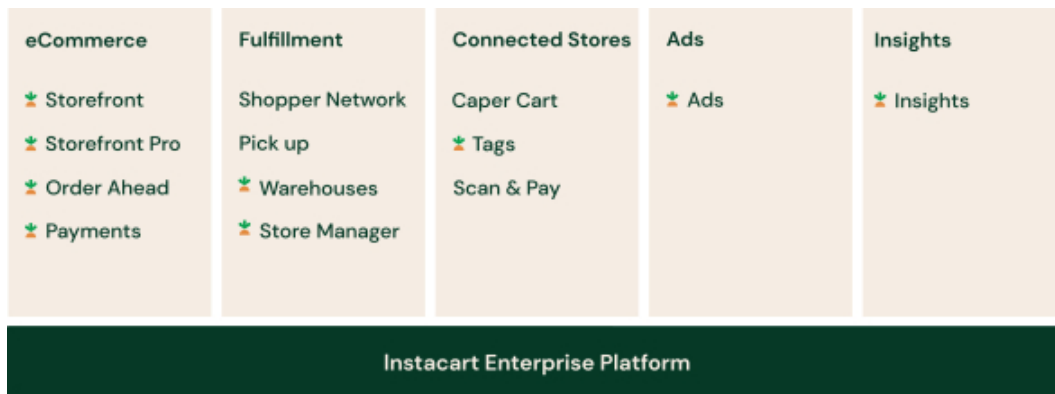 eCommerce
Storefront
Storefront Pro
Order Ahead
Payments
Fulfillment
Shopper Network
Pick up
Warehouses
Store Manager
Connected Stores
Caper Cart
Tags
Scan & Pay
Ads
Ads
Insights
Insights
Instacart Enterprise Platform